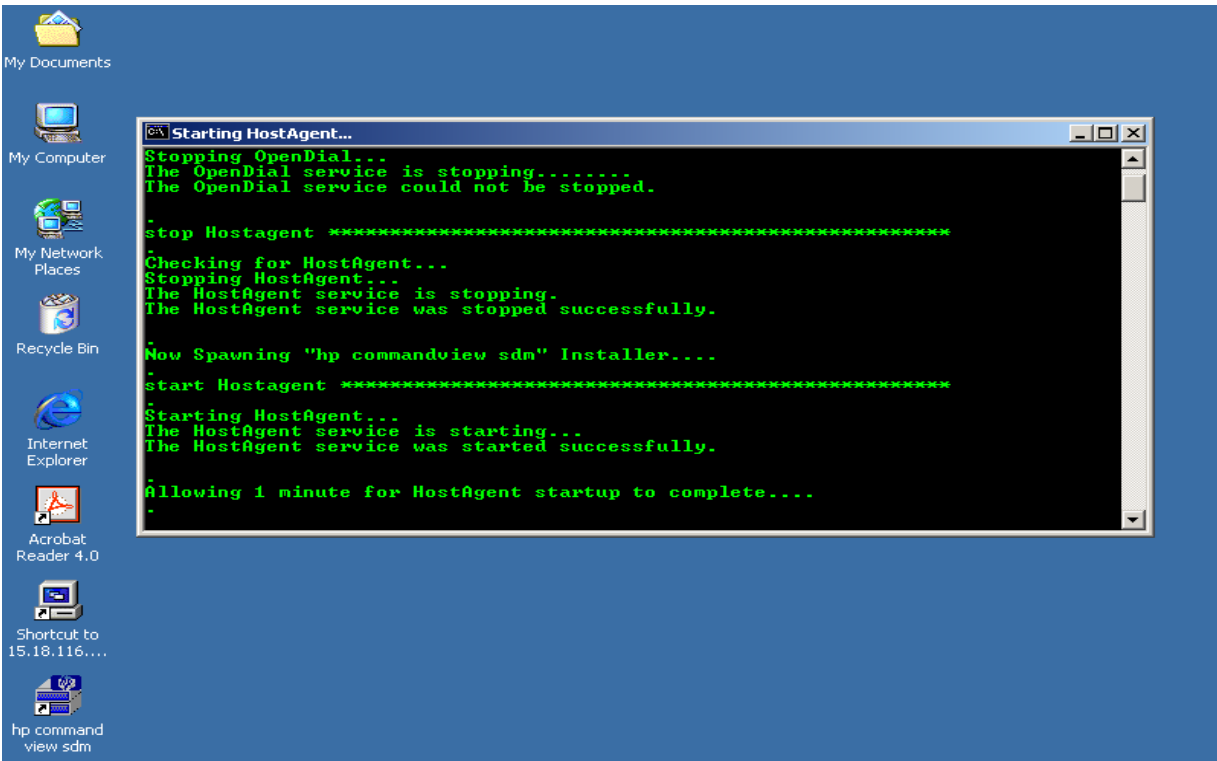 My Documents
My Computer
My Network
Places
Recycle Bin
Internet
Explorer
Acrobat
Reader 4.0
Shortcut to
15.18.116....
hp command
view sdm
C:\ Starting HostAgent...
Stopping OpenDial...
The OpenDial service is stopping........
The OpenDial service could not be stopped.
.
stop Hostagent ***************************************************
.
Checking for HostAgent...
Stopping HostAgent...
The HostAgent service is stopping.
The HostAgent service was stopped successfully.
.
Now Spawning "hp commandview sdm" Installer....
.
start Hostagent **************************************************
.
Starting HostAgent...
The HostAgent service is starting...
The HostAgent service was started successfully.
.
Allowing 1 minute for HostAgent startup to complete....
.